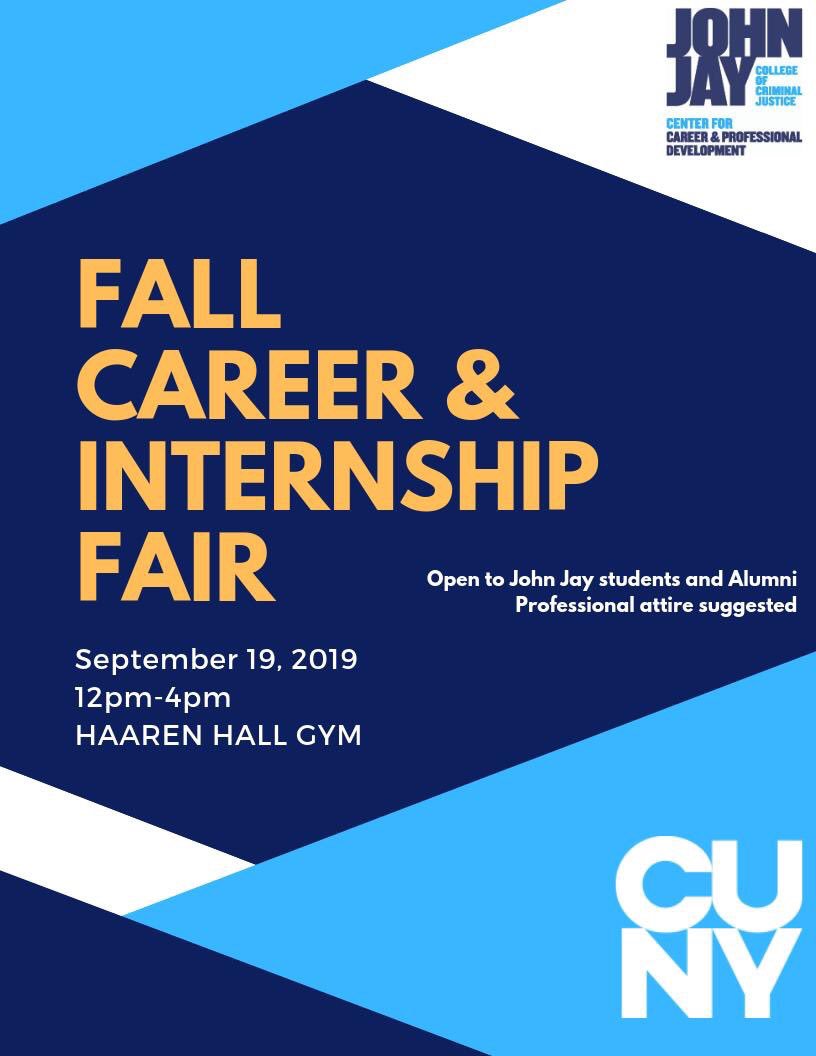 JOHN
JAY
COLLEGE
OF
CRIMINAL
JUSTICE
CENTER FOR
CAREER & PROFESSIONAL
DEVELOPMENT
FALL
CAREER &
INTERNSHIP
FAIR
Open to John Jay students and Alumni
Professional attire suggested
September 19, 2019
12pm-4pm
HAAREN HALL GYM
CU
NY